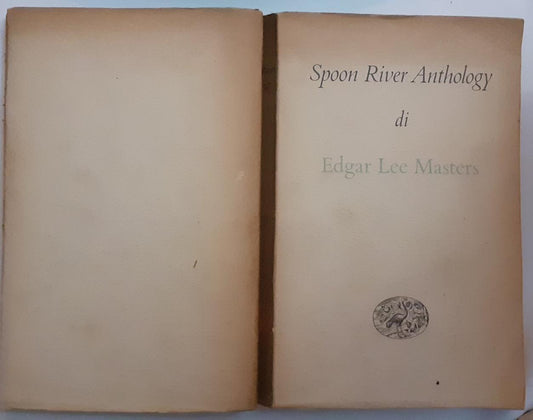 Spoon River Anthology
di
Edgar Lee Masters